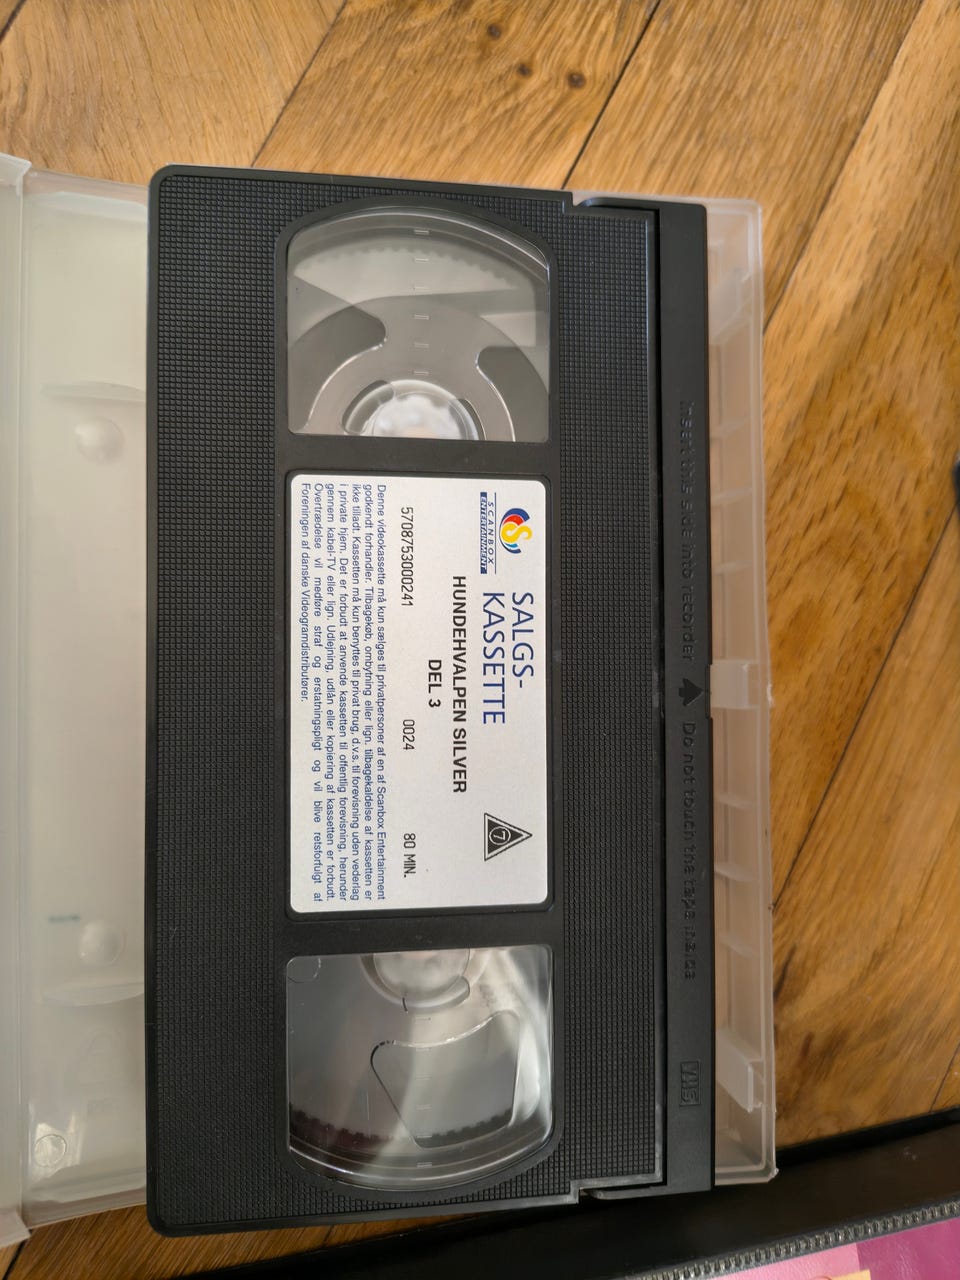 SCANBOX
ENTERTAINMENT
SALGS-
KASSETTE
HUNDEHVALPEN SILVER
DEL 3
7
5708753000241 0024 80 MIN.
Denne videokassette må kun sælges til privatpersoner af en af Scanbox Entertainment
godkendt forhandler. Tilbagekøb, ombytning eller lign. tilbagekaldelse af kassetten er
ikke tilladt. Kassetten må kun benyttes til privat brug, d.v.s. til forevisning uden vederlag
i private hjem. Det er forbudt at anvende kassetten til offentlig forevisning, herunder
gennem kabel-TV eller lign. Udlejning, udlån eller kopiering af kassetten er forbudt.
Overtrædelse vil medføre straf og erstatningspligt og vil blive retsforfulgt af
Foreningen af danske Videogramdistributører.
Insert this side into recorder Do not touch the tape inside
VHS